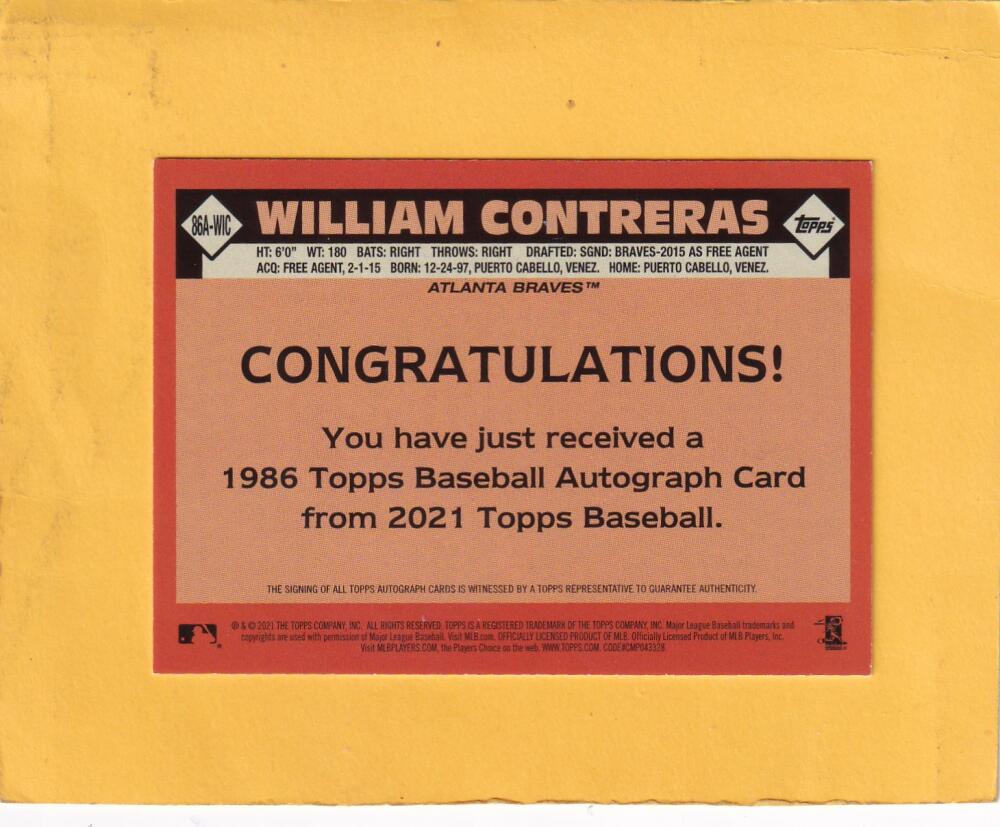 86A-WIC WILLIAM CONTRERAS topps
HT: 6'0" WT: 180 BATS: RIGHT THROWS: RIGHT DRAFTED: SGND: BRAVES-2015 AS FREE AGENT
ACQ: FREE AGENT, 2-1-15 BORN: 12-24-97, PUERTO CABELLO, VENEZ. HOME: PUERTO CABELLO, VENEZ.
ATLANTA BRAVES™
CONGRATULATIONS!
You have just received a
1986 Topps Baseball Autograph Card
from 2021 Topps Baseball.
THE SIGNING OF ALL TOPPS AUTOGRAPH CARDS IS WITNESSED BY A TOPPS REPRESENTATIVE TO GUARANTEE AUTHENTICITY.
® & © 2021 THE TOPPS COMPANY, INC. ALL RIGHTS RESERVED. TOPPS IS A REGISTERED TRADEMARK OF THE TOPPS COMPANY, INC. Major League Baseball trademarks and
copyrights are used with permission of Major League Baseball. Visit MLB.com. OFFICIALLY LICENSED PRODUCT OF MLB. Officially Licensed Product of MLB Players, Inc.
Visit MLBPLAYERS.COM, the Players Choice on the web. WWW.TOPPS.COM. CODE#CMP043328